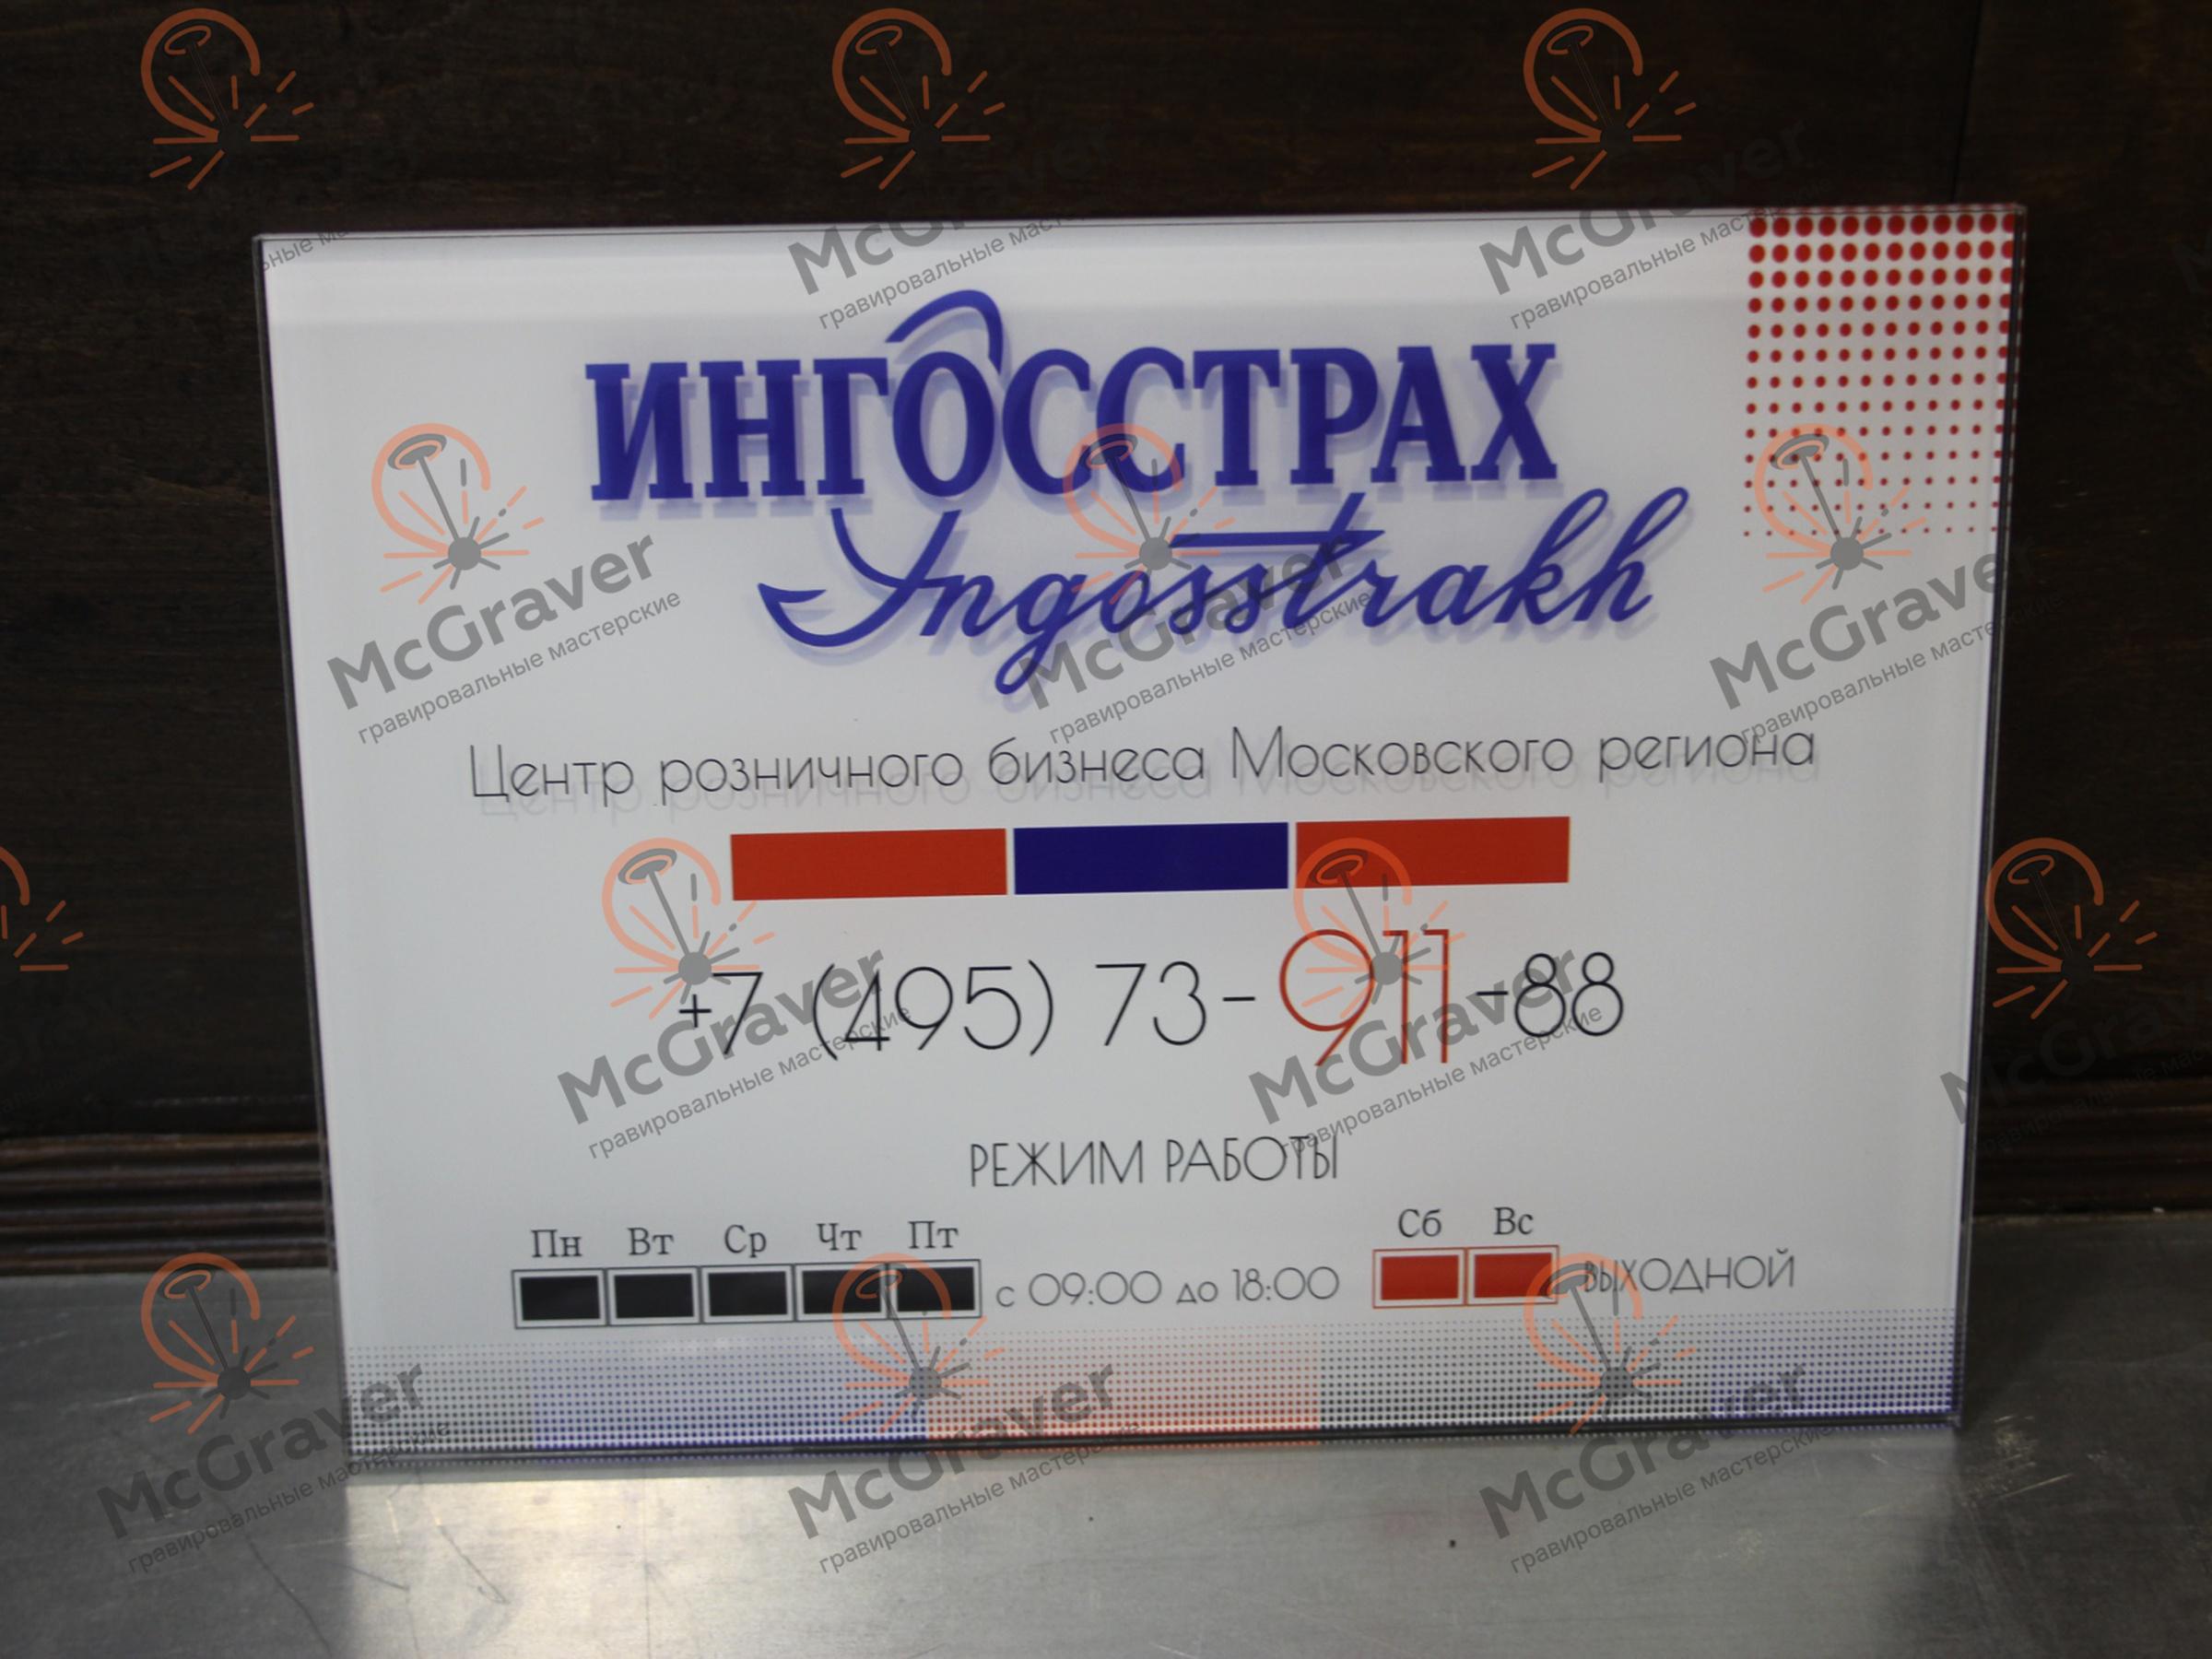 ИНГОССТРАХ
Ingosstrakh
Центр розничного бизнеса Московского региона
+7 (495) 73-911-88
РЕЖИМ РАБОТЫ
Пн Вт Ср Чт Пт
с 09:00 до 18:00
Сб Вс
ВЫХОДНОЙ
McGraver
гравировальные мастерские